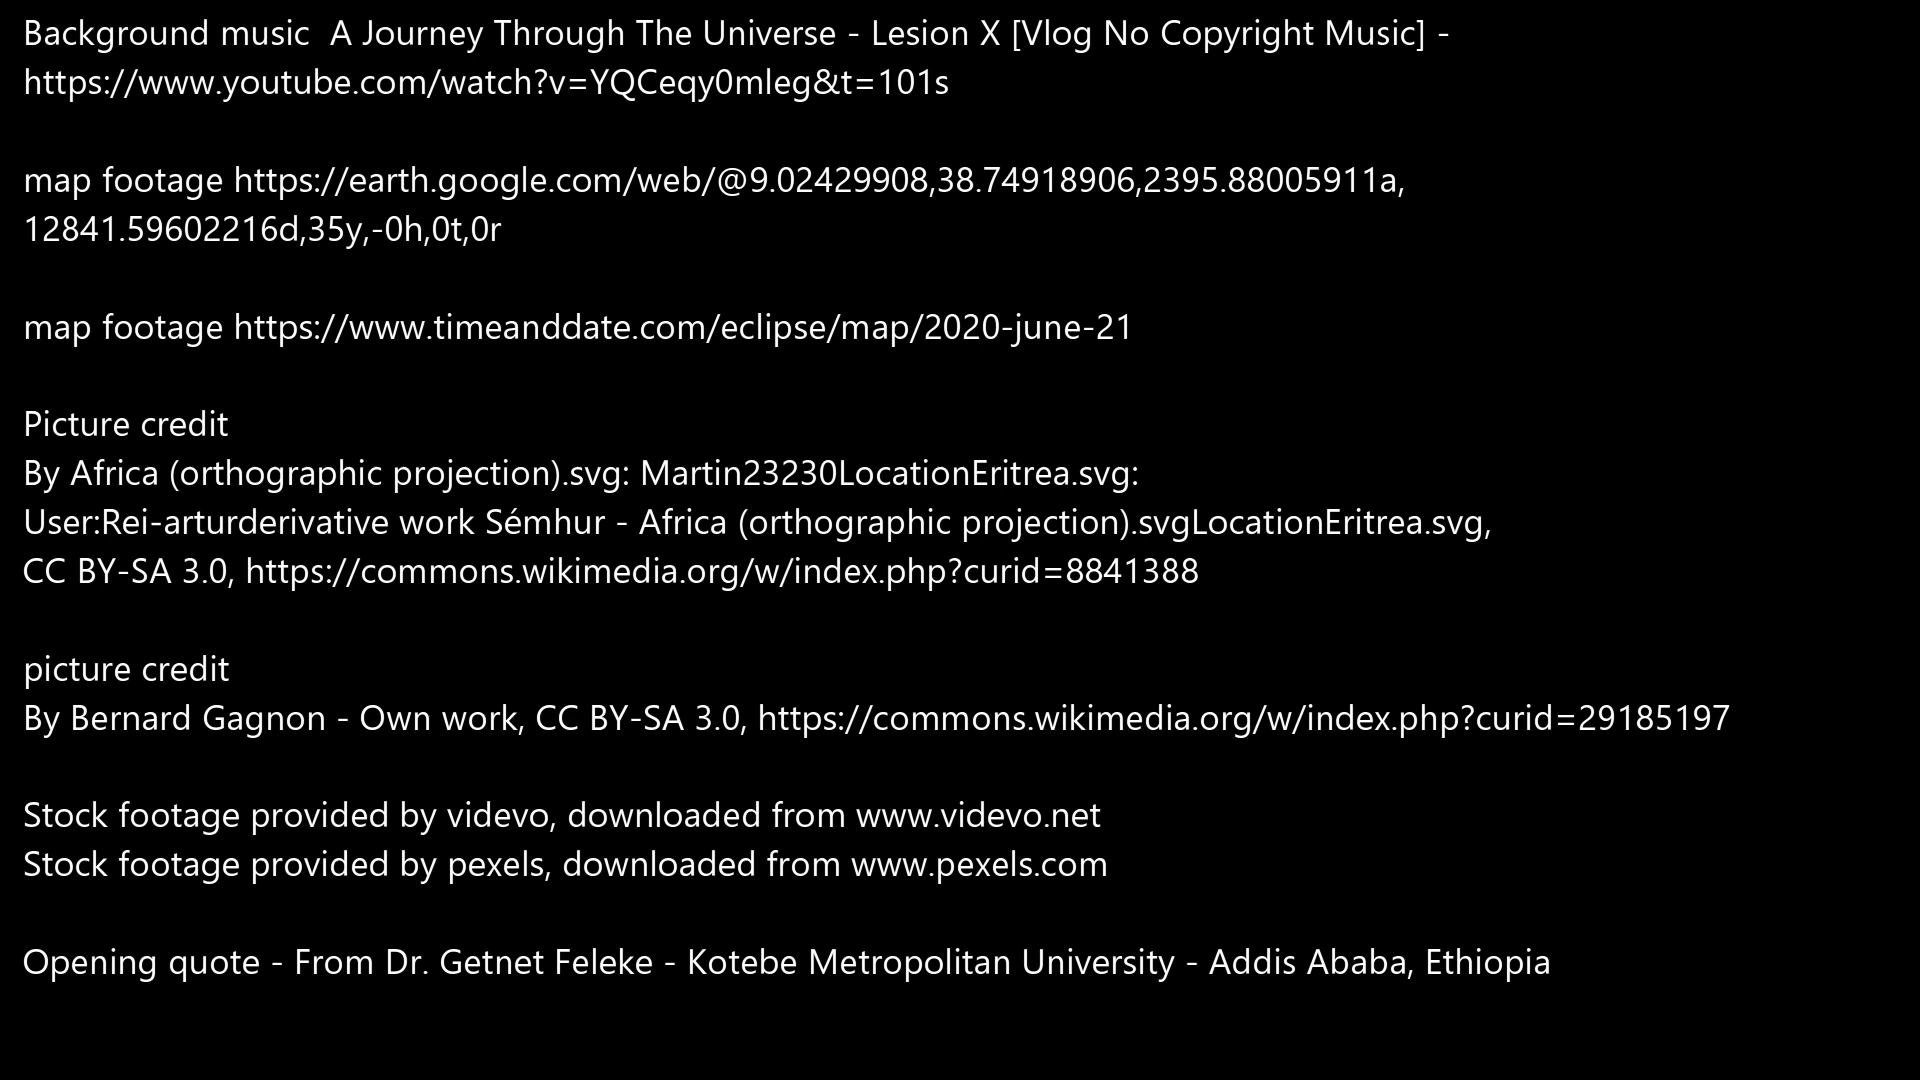 Background music  A Journey Through The Universe - Lesion X [Vlog No Copyright Music] -
https://www.youtube.com/watch?v=YQCeqy0mleg&t=101s
map footage https://earth.google.com/web/@9.02429908,38.74918906,2395.88005911a,
12841.59602216d,35y,-0h,0t,0r
map footage https://www.timeanddate.com/eclipse/map/2020-june-21
Picture credit
By Africa (orthographic projection).svg: Martin23230LocationEritrea.svg:
User:Rei-arturderivative work Sémhur - Africa (orthographic projection).svgLocationEritrea.svg,
CC BY-SA 3.0, https://commons.wikimedia.org/w/index.php?curid=8841388
picture credit
By Bernard Gagnon - Own work, CC BY-SA 3.0, https://commons.wikimedia.org/w/index.php?curid=29185197
Stock footage provided by videvo, downloaded from www.videvo.net
Stock footage provided by pexels, downloaded from www.pexels.com
Opening quote - From Dr. Getnet Feleke - Kotebe Metropolitan University - Addis Ababa, Ethiopia